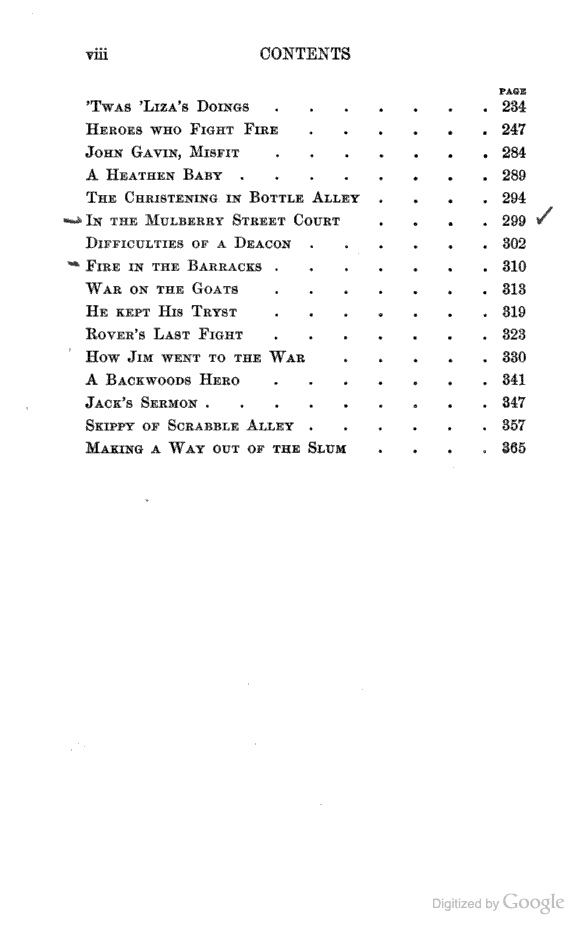 viii CONTENTS
PAGE
'Twas 'Liza's Doings . . . . . . . 234
Heroes who Fight Fire . . . . . . 247
John Gavin, Misfit . . . . . . . 284
A Heathen Baby . . . . . . . . 289
The Christening in Bottle Alley . . . . 294
In the Mulberry Street Court . . . . 299 ✓
Difficulties of a Deacon . . . . . . 302
Fire in the Barracks . . . . . . . 310
War on the Goats . . . . . . . 313
He kept His Tryst . . . . . . . 319
Rover's Last Fight . . . . . . . 323
How Jim went to the War . . . . . 330
A Backwoods Hero . . . . . . . 341
Jack's Sermon . . . . . . . . . 347
Skippy of Scrabble Alley . . . . . . 357
Making a Way out of the Slum . . . . 365
Digitized by Google